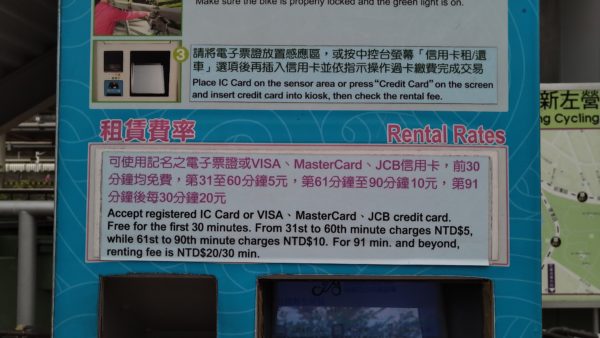 Make sure the bike is properly locked and the green light is on.
3
請將電子票證放置感應區，或按中控台螢幕「信用卡租/還
車」選項後再插入信用卡並依指示操作過卡繳費完成交易
Place IC Card on the sensor area or press "Credit Card" on the screen
and insert credit card into kiosk, then check the rental fee.
租賃費率 Rental Rates
可使用記名之電子票證或VISA、MasterCard、JCB信用卡，前30
分鐘均免費，第31至60分鐘5元，第61分鐘至90分鐘10元，第91
分鐘後每30分鐘20元
Accept registered IC Card or VISA、MasterCard、JCB credit card.
Free for the first 30 minutes. From 31st to 60th minute charges NTD$5,
while 61st to 90th minute charges NTD$10. For 91 min. and beyond,
renting fee is NTD$20/30 min.
新左營
ng Cycling